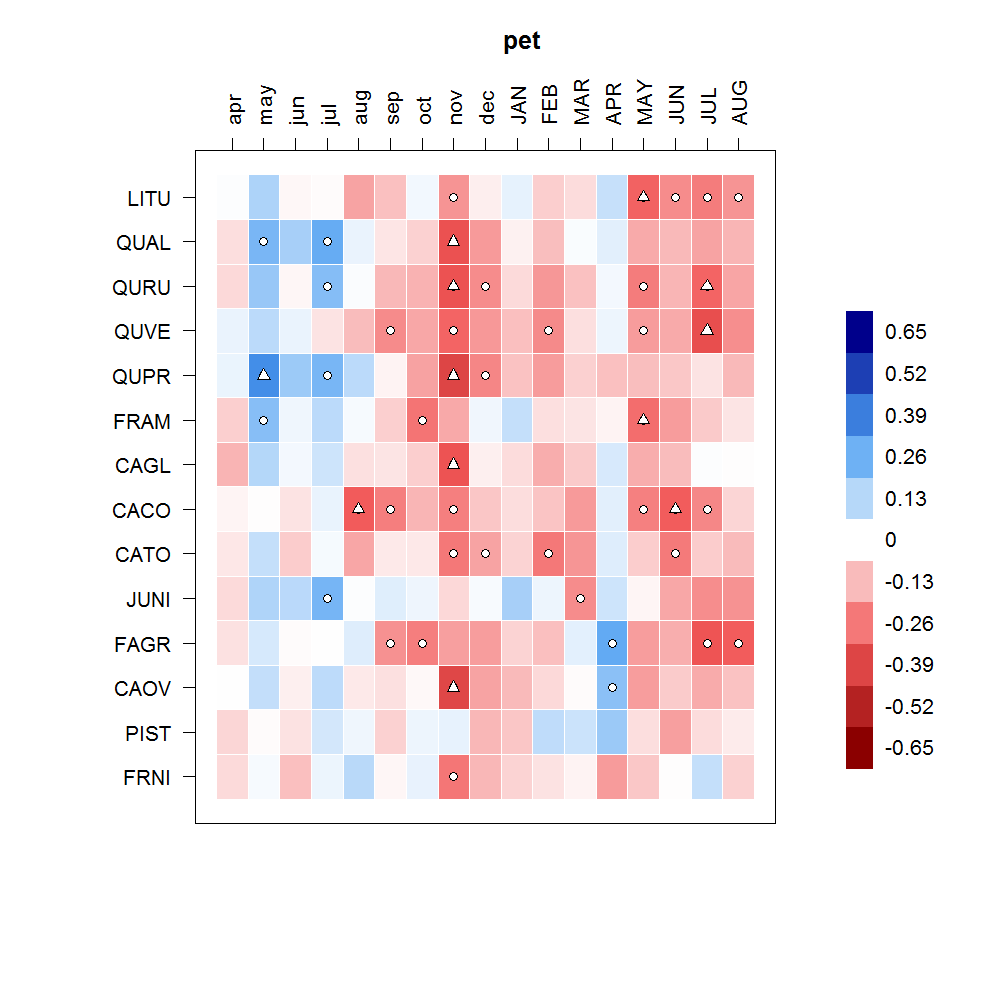 pet
apr may jun jul aug sep oct nov dec JAN FEB MAR APR MAY JUN JUL AUG
LITU
QUAL
QURU
QUVE
QUPR
FRAM
CAGL
CACO
CATO
JUNI
FAGR
CAOV
PIST
FRNI
0.65
0.52
0.39
0.26
0.13
0
-0.13
-0.26
-0.39
-0.52
-0.65